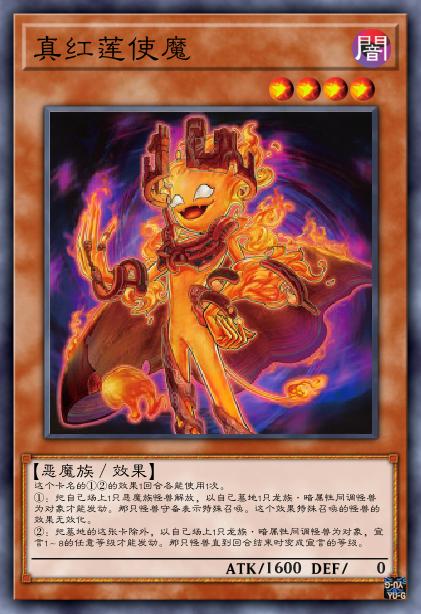 真红莲使魔
闇
【恶魔族／效果】
这个卡名的①②的效果1回合各能使用1次。
①：把自己场上1只恶魔族怪兽解放，以自己墓地1只龙族·暗属性同调怪兽
为对象才能发动。那只怪兽守备表示特殊召唤。这个效果特殊召唤的怪兽的
效果无效化。
②：把墓地的这张卡除外，以自己场上1只龙族·暗属性同调怪兽为对象，宣
言1～8的任意等级才能发动。那只怪兽直到回合结束时变成宣言的等级。
ATK/1600 DEF/ 0